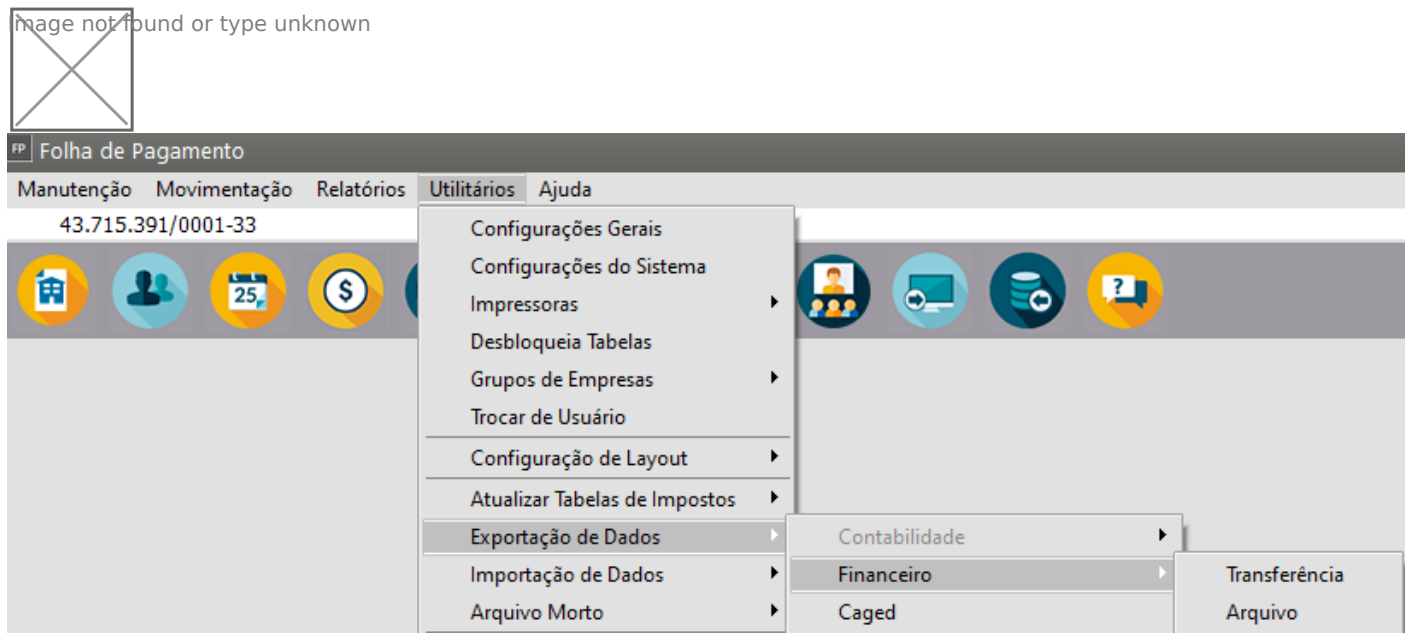 Image not found or type unknown
FP Folha de Pagamento
Manutenção Movimentação Relatórios Utilitários Ajuda
43.715.391/0001-33
Configurações Gerais
Configurações do Sistema
Impressoras
Desbloqueia Tabelas
Grupos de Empresas
Trocar de Usuário
Configuração de Layout
Atualizar Tabelas de Impostos
Exportação de Dados
Importação de Dados
Arquivo Morto
Contabilidade
Financeiro
Caged
Transferência
Arquivo
25
$
?